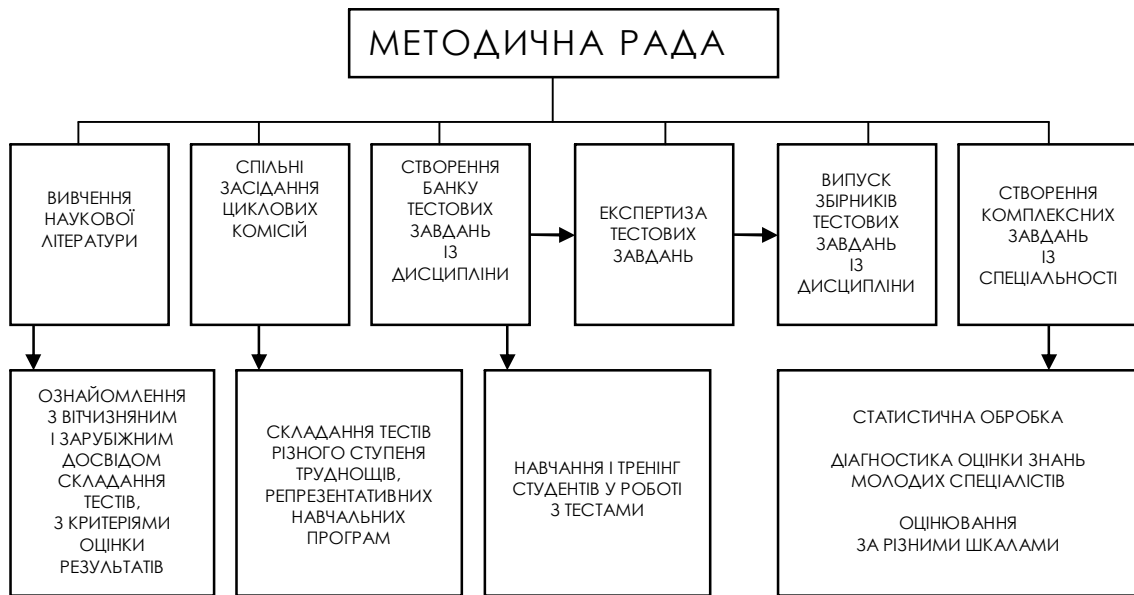 МЕТОДИЧНА РАДА
ВИВЧЕННЯ
НАУКОВОЇ
ЛІТЕРАТУРИ
СПІЛЬНІ
ЗАСІДАННЯ
ЦИКЛОВИХ
КОМІСІЙ
СТВОРЕННЯ
БАНКУ
ТЕСТОВИХ
ЗАВДАНЬ
ІЗ
ДИСЦИПЛІНИ
ЕКСПЕРТИЗА
ТЕСТОВИХ
ЗАВДАНЬ
ВИПУСК
ЗБІРНИКІВ
ТЕСТОВИХ
ЗАВДАНЬ
ІЗ
ДИСЦИПЛІНИ
СТВОРЕННЯ
КОМПЛЕКСНИХ
ЗАВДАНЬ
ІЗ
СПЕЦІАЛЬНОСТІ
ОЗНАЙОМЛЕННЯ
З ВІТЧИЗНЯНИМ
І ЗАРУБІЖНИМ
ДОСВІДОМ
СКЛАДАННЯ
ТЕСТІВ,
З КРИТЕРІЯМИ
ОЦІНКИ
РЕЗУЛЬТАТІВ
СКЛАДАННЯ ТЕСТІВ
РІЗНОГО СТУПЕНЯ
ТРУДНОЩІВ,
РЕПРЕЗЕНТАТИВНИХ
НАВЧАЛЬНИХ
ПРОГРАМ
НАВЧАННЯ І ТРЕНІНГ
СТУДЕНТІВ У РОБОТІ
З ТЕСТАМИ
СТАТИСТИЧНА ОБРОБКА
ДІАГНОСТИКА ОЦІНКИ ЗНАНЬ
МОЛОДИХ СПЕЦІАЛІСТІВ
ОЦІНЮВАННЯ
ЗА РІЗНИМИ ШКАЛАМИ